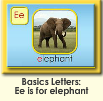 Ee
elephant
Basics Letters:
Ee is for elephant